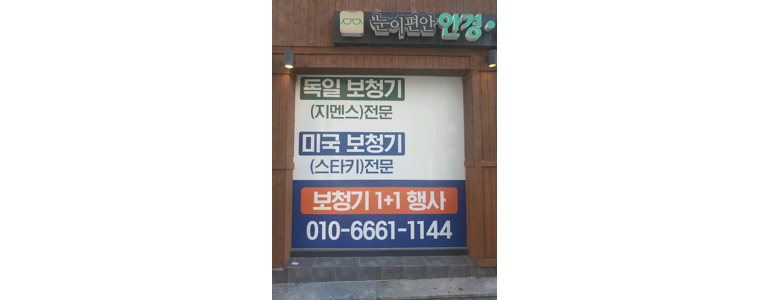 눈이편안 안경
독일 보청기
(지멘스)전문
미국 보청기
(스타키)전문
보청기 1+1 행사
010-6661-1144